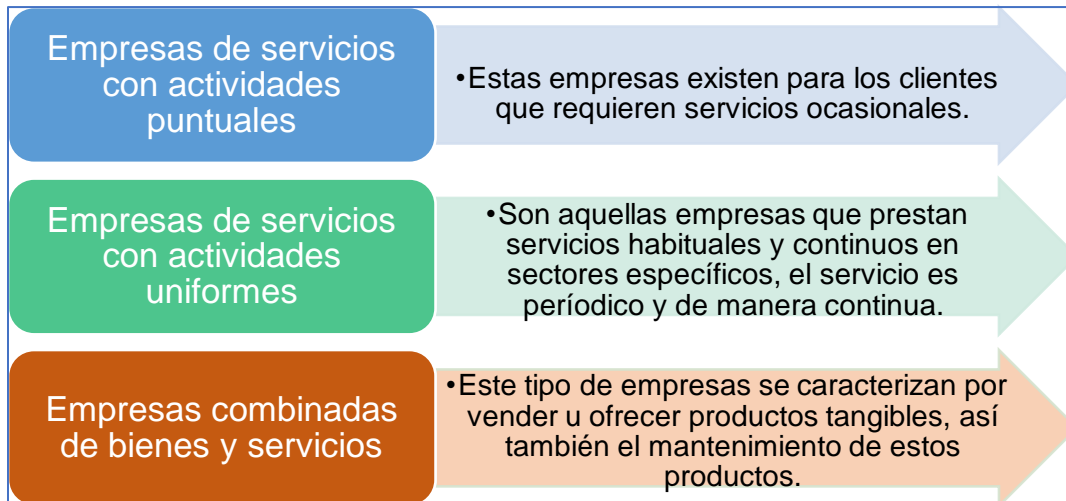 Empresas de servicios
con actividades
puntuales
•Estas empresas existen para los clientes
que requieren servicios ocasionales.
Empresas de servicios
con actividades
uniformes
•Son aquellas empresas que prestan
servicios habituales y continuos en
sectores específicos, el servicio es
períodico y de manera continua.
Empresas combinadas
de bienes y servicios
•Este tipo de empresas se caracterizan por
vender u ofrecer productos tangibles, así
también el mantenimiento de estos
productos.